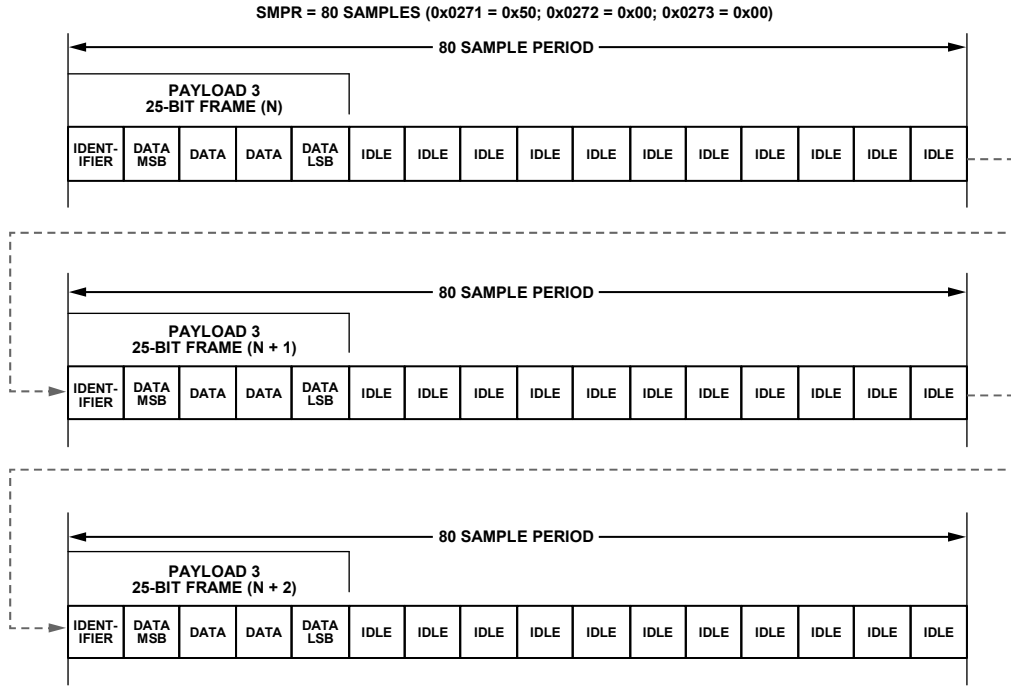 SMPR = 80 SAMPLES (0x0271 = 0x50; 0x0272 = 0x00; 0x0273 = 0x00)
80 SAMPLE PERIOD
PAYLOAD 3
25-BIT FRAME (N)
IDENT-
IFIER
DATA
MSB
DATA
DATA
DATA
LSB
IDLE
IDLE
IDLE
IDLE
IDLE
IDLE
IDLE
IDLE
IDLE
IDLE
IDLE
80 SAMPLE PERIOD
PAYLOAD 3
25-BIT FRAME (N + 1)
IDENT-
IFIER
DATA
MSB
DATA
DATA
DATA
LSB
IDLE
IDLE
IDLE
IDLE
IDLE
IDLE
IDLE
IDLE
IDLE
IDLE
IDLE
80 SAMPLE PERIOD
PAYLOAD 3
25-BIT FRAME (N + 2)
IDENT-
IFIER
DATA
MSB
DATA
DATA
DATA
LSB
IDLE
IDLE
IDLE
IDLE
IDLE
IDLE
IDLE
IDLE
IDLE
IDLE
IDLE